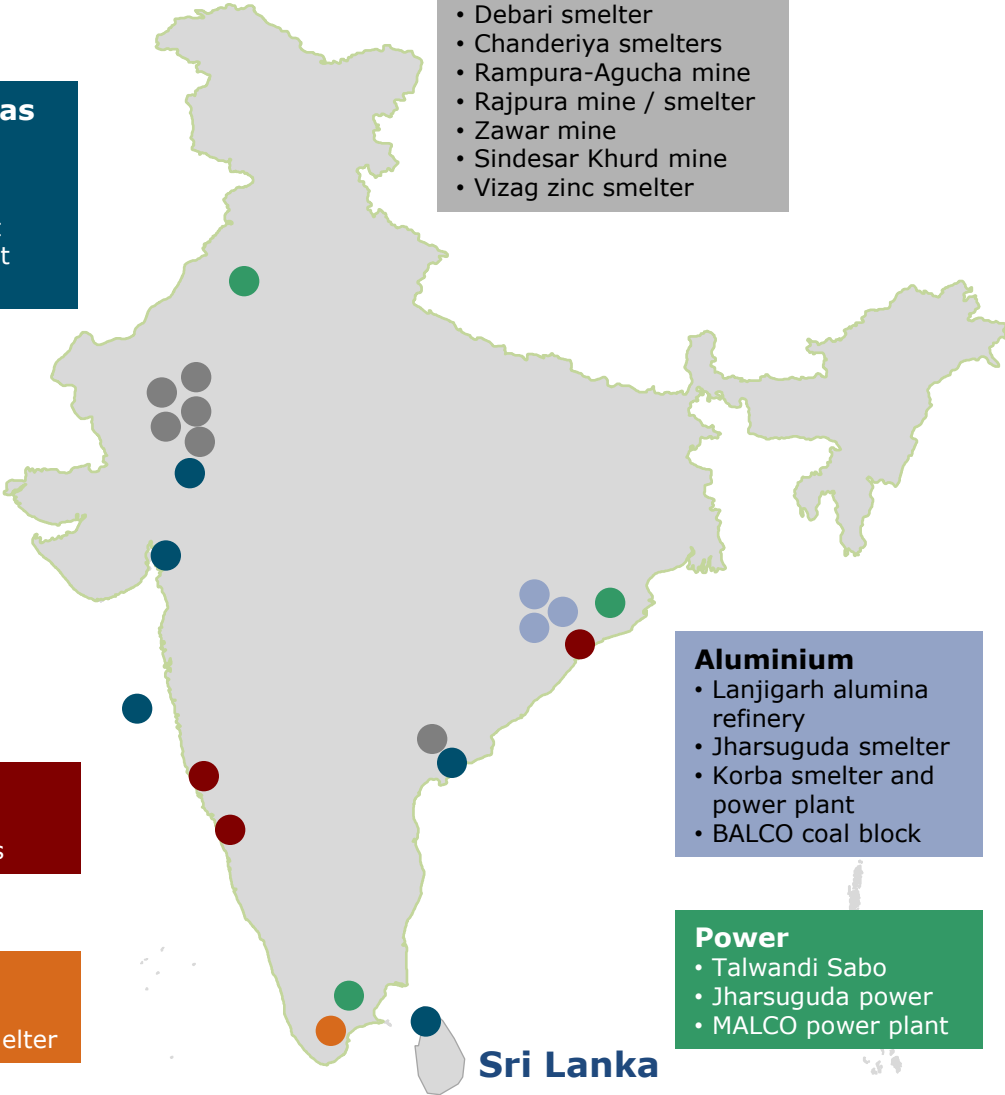 • Debari smelter
• Chanderiya smelters
• Rampura-Agucha mine
• Rajpura mine / smelter
• Zawar mine
• Sindesar Khurd mine
• Vizag zinc smelter
Aluminium
• Lanjigarh alumina
refinery
• Jharsuguda smelter
• Korba smelter and
power plant
• BALCO coal block
Power
• Talwandi Sabo
• Jharsuguda power
• MALCO power plant
Sri Lanka